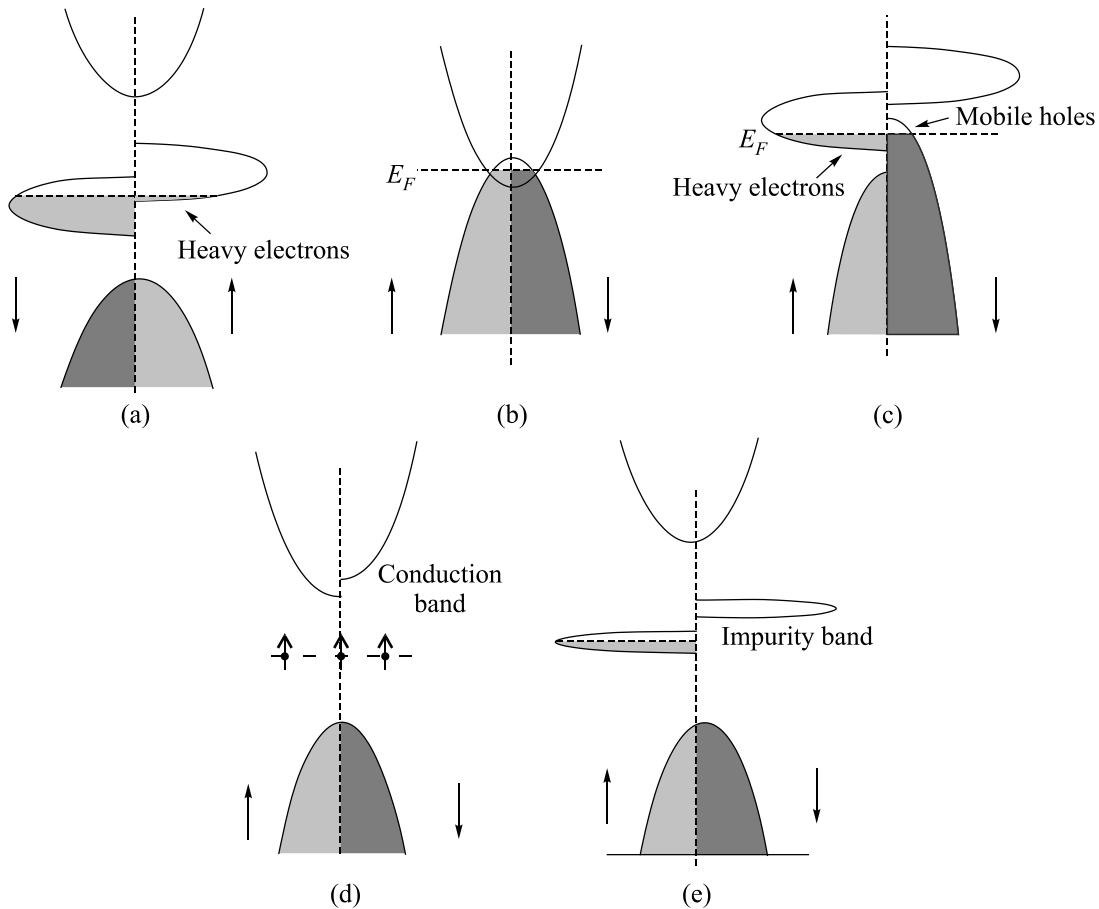 Mobile holes
E_F
Heavy electrons
E_F
Heavy electrons
(a)
(b)
(c)
Conduction
band
Impurity band
(d)
(e)